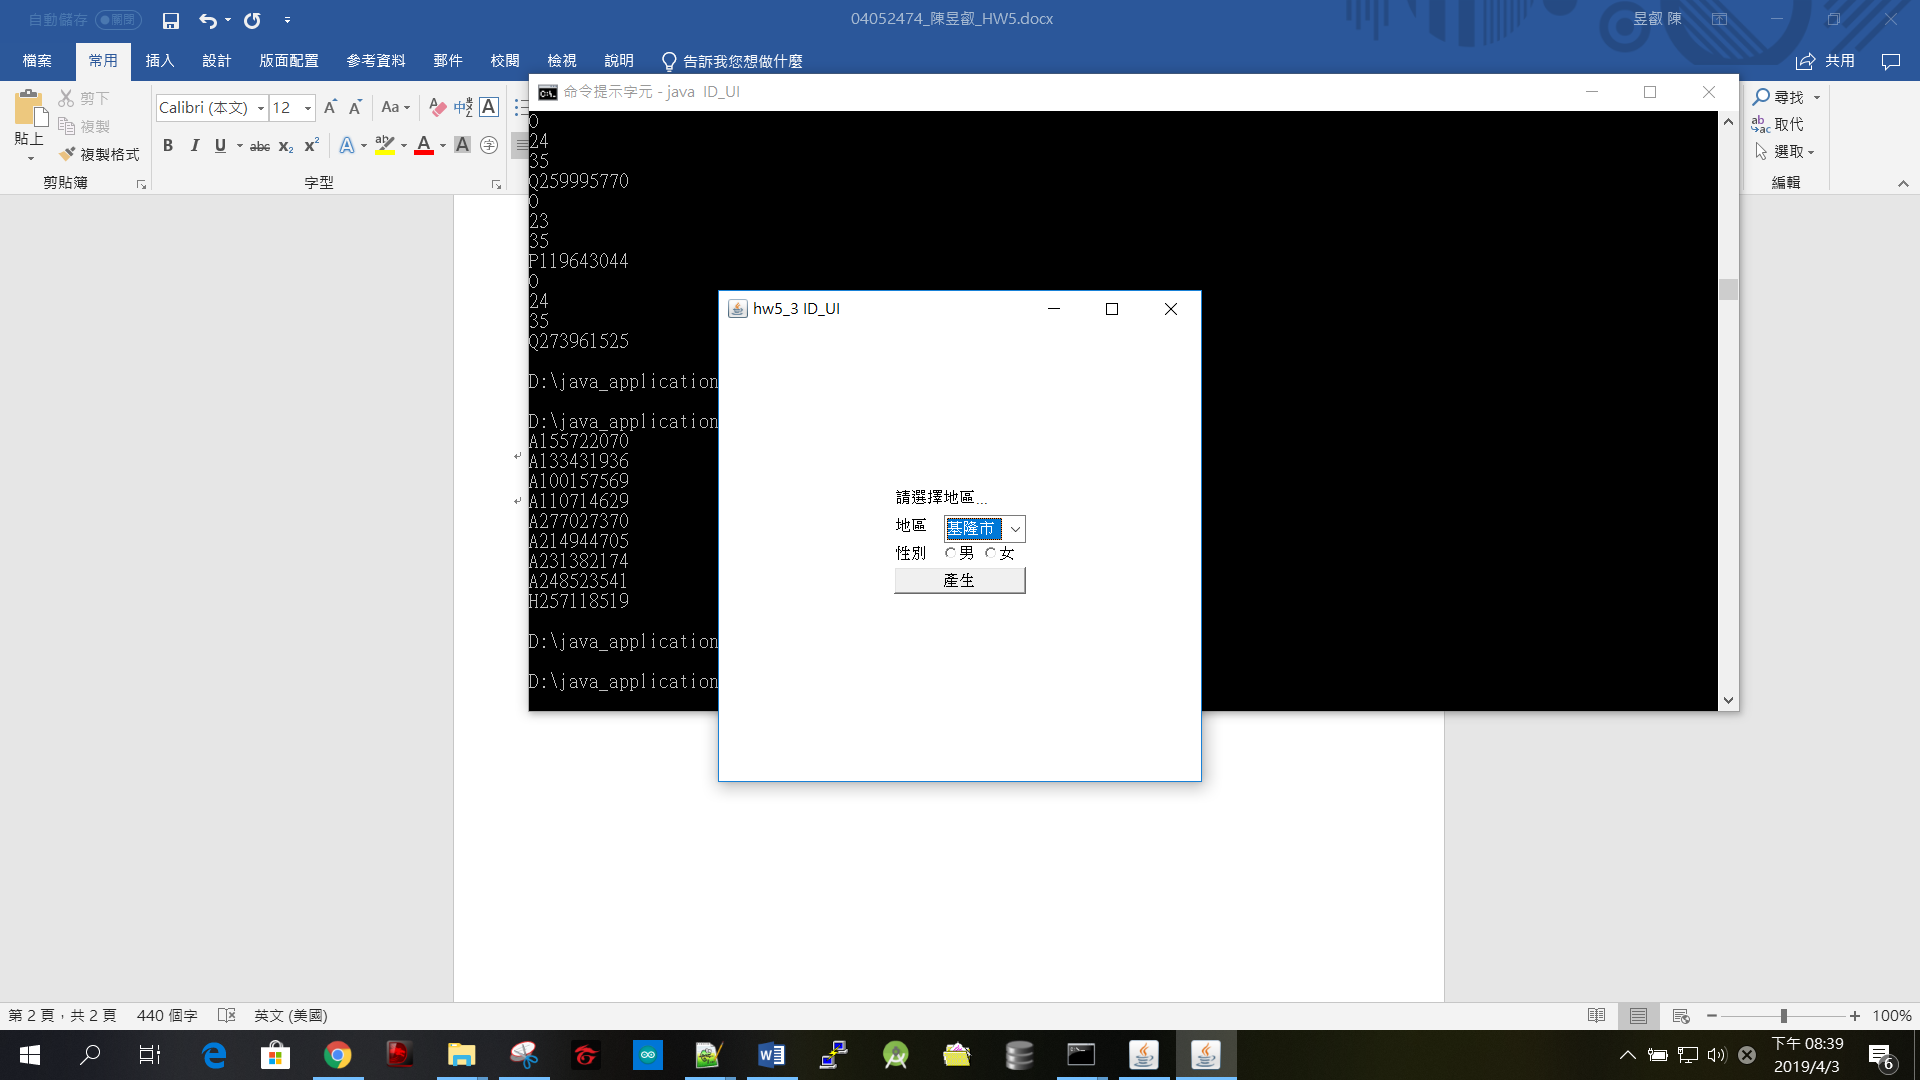 自動儲存 關閉
04052474_陳昱叡_HW5.docx
昱叡 陳
檔案 常用 插入 設計 版面配置 參考資料 郵件 校閱 檢視 說明 告訴我您想做什麼 共用
貼上
剪下
複製
複製格式
剪貼簿
Calibri (本文) 12
字型
尋找
取代
選取
編輯
命令提示字元 - java  ID_UI
0
24
35
Q259995770
0
23
35
P119643044
0
24
35
Q273961525
D:\java_application
D:\java_application
A155722070
A133431936
A100157569
A110714629
A277027370
A214944705
A231382174
A248523541
H257118519
D:\java_application
D:\java_application
hw5_3 ID_UI
請選擇地區...
地區 基隆市
性別 男 女
產生
第 2 頁，共 2 頁 440 個字 英文 (美國) 100%
下午 08:39
2019/4/3
6